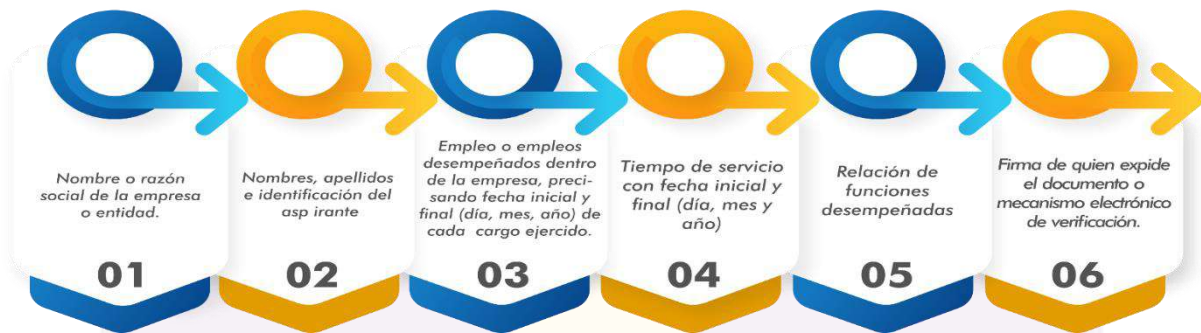 Nombre o razón
social de la empresa
o entidad.
01
Nombres, apellidos
e identificación del
asp irante
02
Empleo o empleos
desempeñados dentro
de la empresa, preci-
sando fecha inicial y
final (día, mes, año) de
cada cargo ejercido.
03
Tiempo de servicio
con fecha inicial y
final (día, mes y
año)
04
Relación de
funciones
desempeñadas
05
Firma de quien expide
el documento o
mecanismo electrónico
de verificación.
06